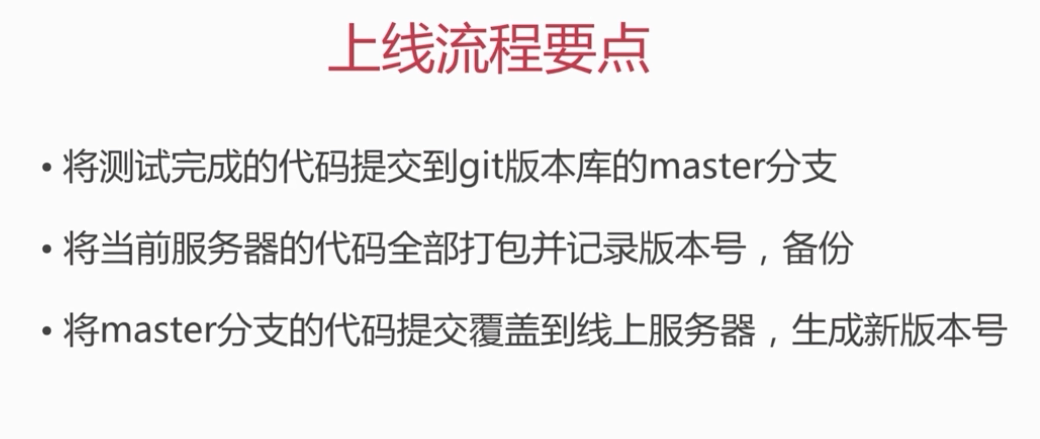 上线流程要点
• 将测试完成的代码提交到git版本库的master分支
• 将当前服务器的代码全部打包并记录版本号，备份
• 将master分支的代码提交覆盖到线上服务器，生成新版本号